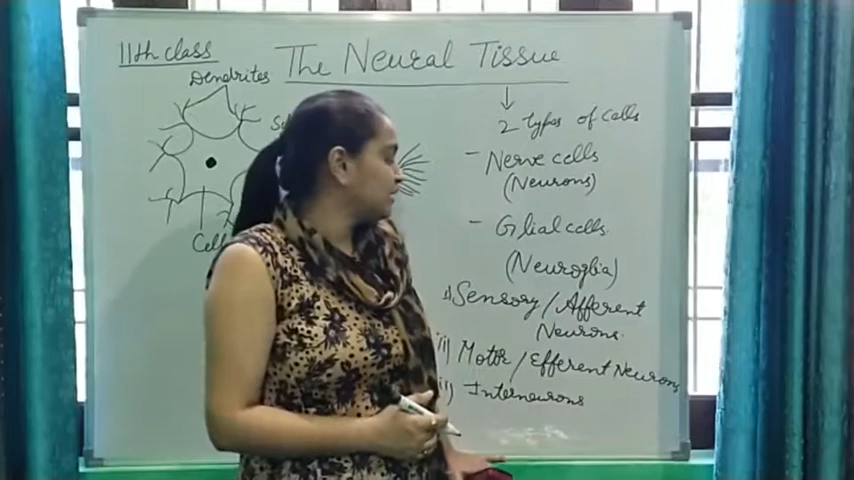 11th class
The Neural Tissue
Dendrites
2 types of Cells
- Nerve cells
(Neurons)
- Glial cells.
(Neuroglia)
i) Sensory / Afferent
Neurons.
ii) Motor / Efferent Neurons
iii) Interneurons.
Cell